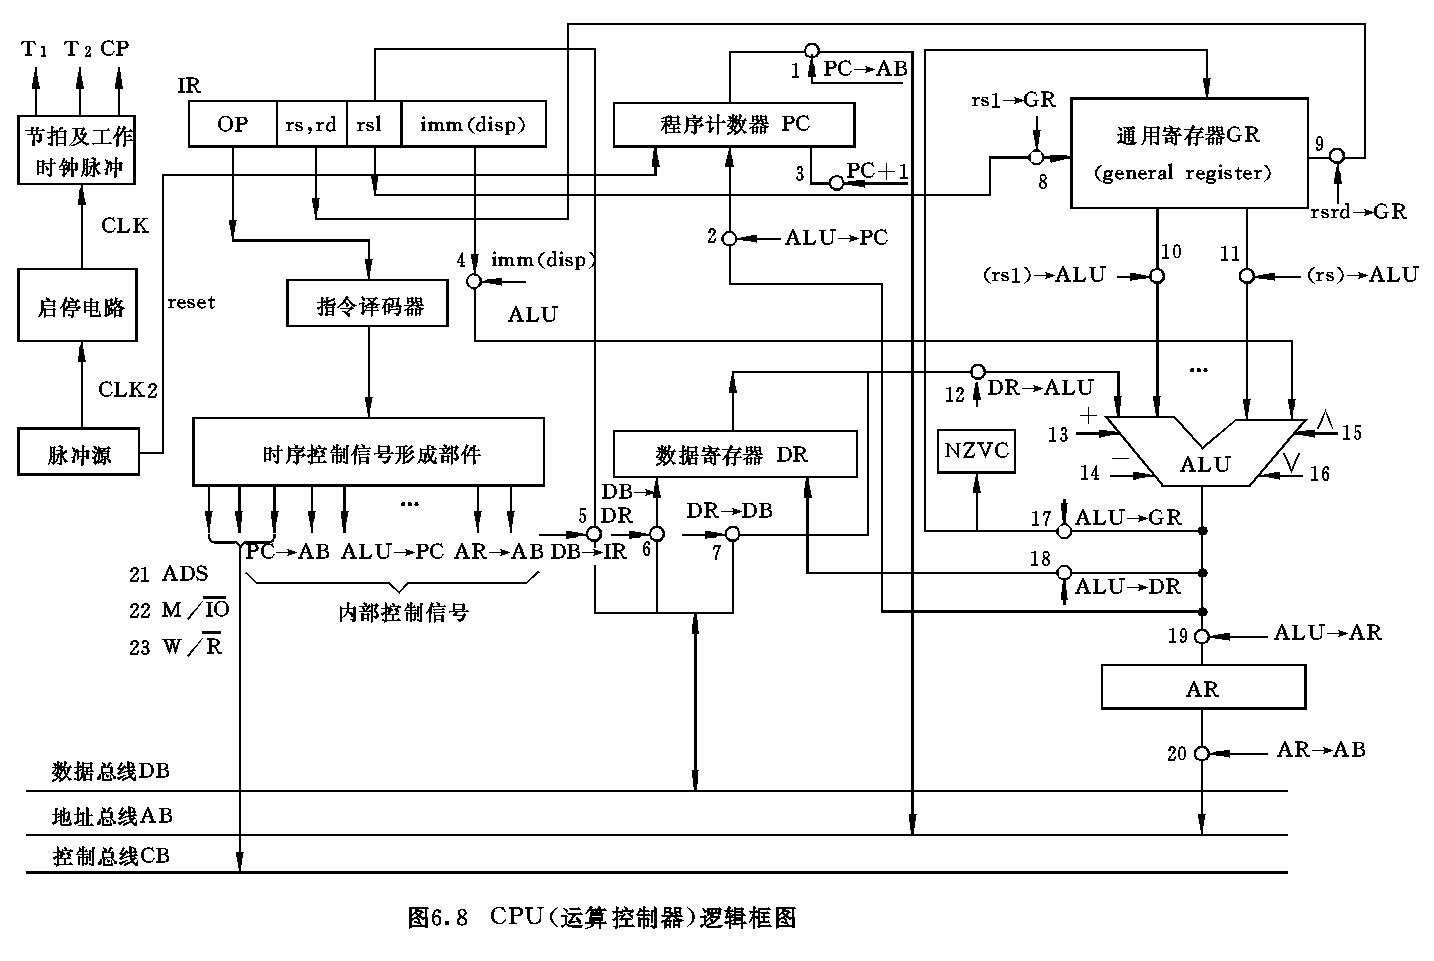 T1 T2 CP
节拍及工作
时钟脉冲
CLK
启停电路
reset
CLK2
脉冲源
IR
OP
rs,rd
rsl
imm(disp)
1
PC→AB
程序计数器 PC
3
PC+1
2
ALU→PC
4
imm(disp)
ALU
指令译码器
时序控制信号形成部件
...
PC→AB ALU→PC AR→AB DB→IR
内部控制信号
21 ADS
22 M/I̅O̅
23 W/R̅
5
DB→
DR
6
DR→DB
7
数据寄存器 DR
rs1→GR
8
通用寄存器GR
(general register)
9
rsrd→GR
10
(rs1)→ALU
11
(rs)→ALU
...
12
DR→ALU
NZVC
13
+
14
−
ALU
∧
15
∨
16
17
ALU→GR
18
ALU→DR
19
ALU→AR
AR
20
AR→AB
数据总线DB
地址总线AB
控制总线CB
图6.8 CPU(运算控制器)逻辑框图